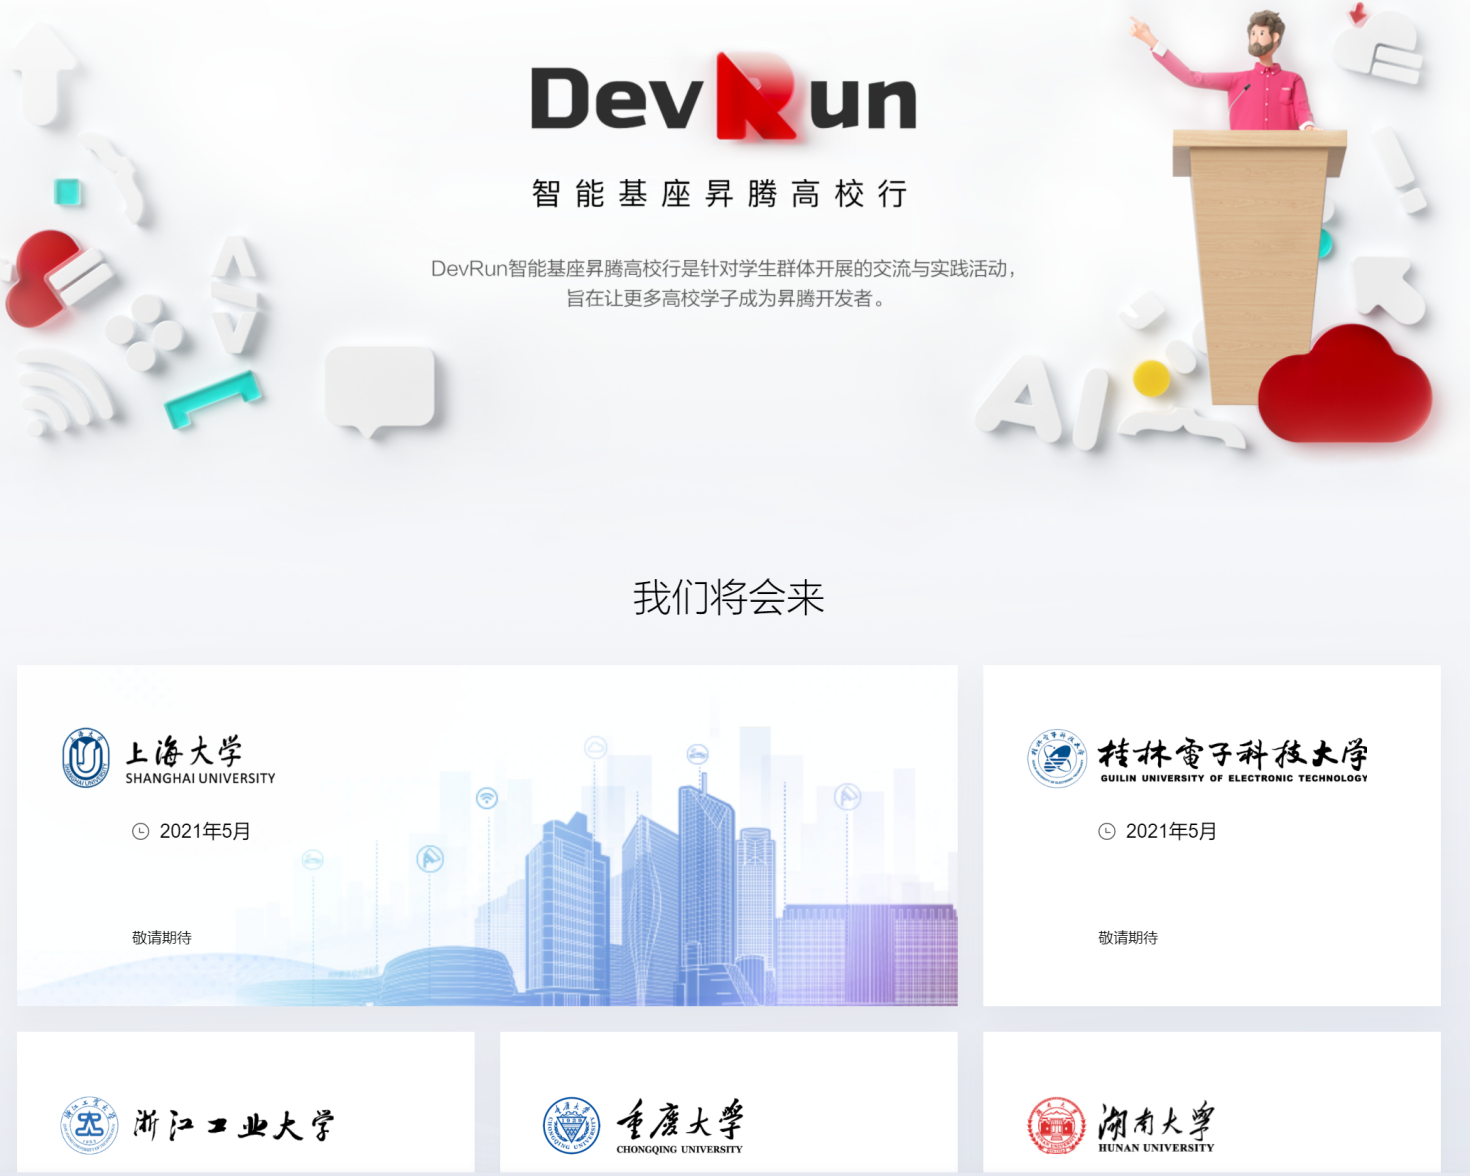 DevRun
智能基座昇腾高校行
DevRun智能基座昇腾高校行是针对学生群体开展的交流与实践活动，
旨在让更多高校学子成为昇腾开发者。
AI
我们将会来
上海大学
SHANGHAI UNIVERSITY
2021年5月
敬请期待
桂林電子科技大学
GUILIN UNIVERSITY OF ELECTRONIC TECHNOLOGY
2021年5月
敬请期待
浙江工业大学
重庆大学
CHONGQING UNIVERSITY
湖南大学
HUNAN UNIVERSITY